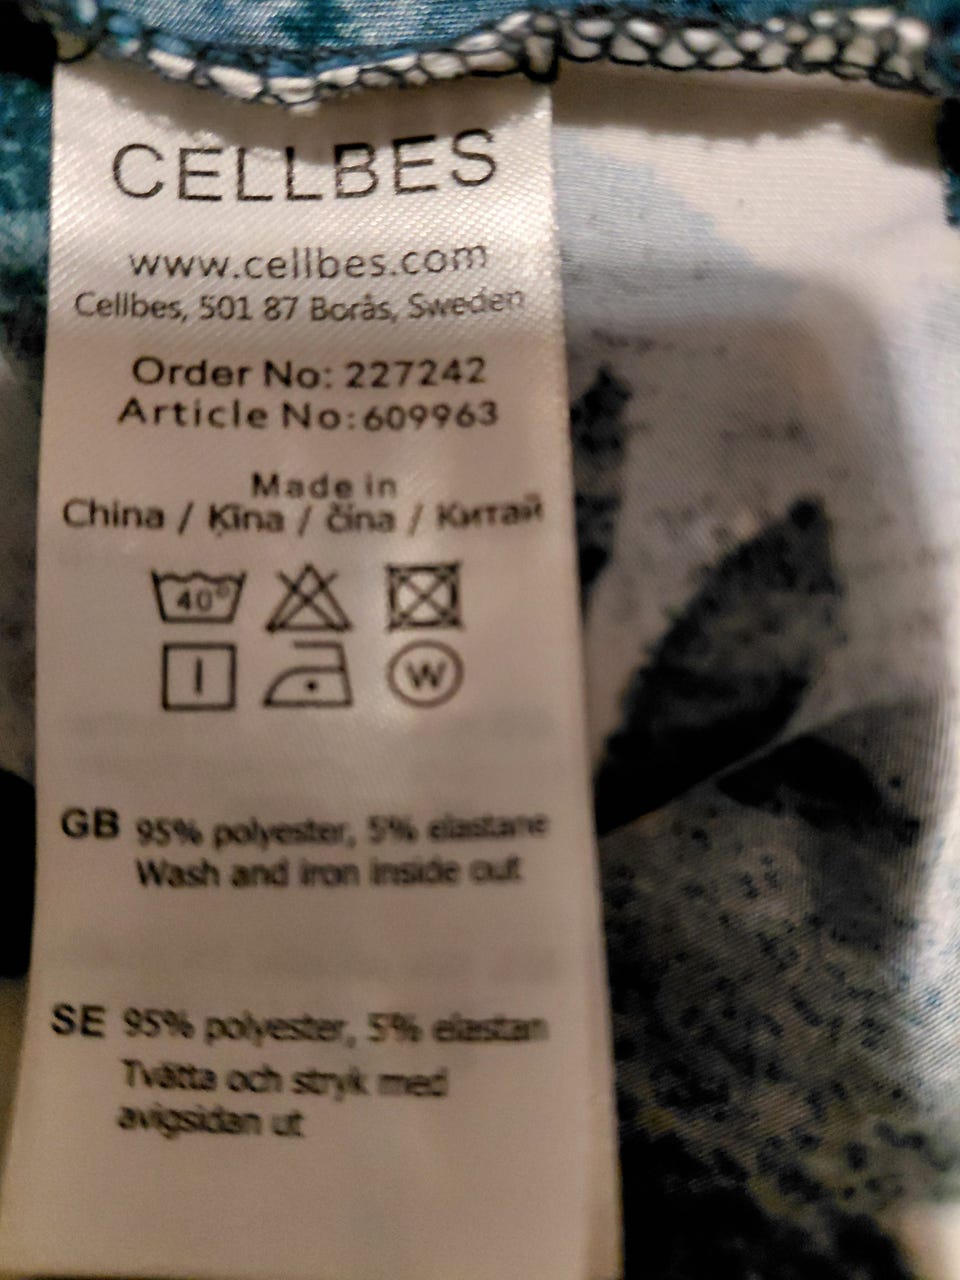 CELLBES
www.cellbes.com
Cellbes, 501 87 Borås, Sweden
Order No: 227242
Article No:609963
Made in
China / Ķīna / čína / Китай
40°
W
GB 95% polyester, 5% elastane
Wash and iron inside out
SE 95% polyester, 5% elastan
Tvätta och stryk med
avigsidan ut